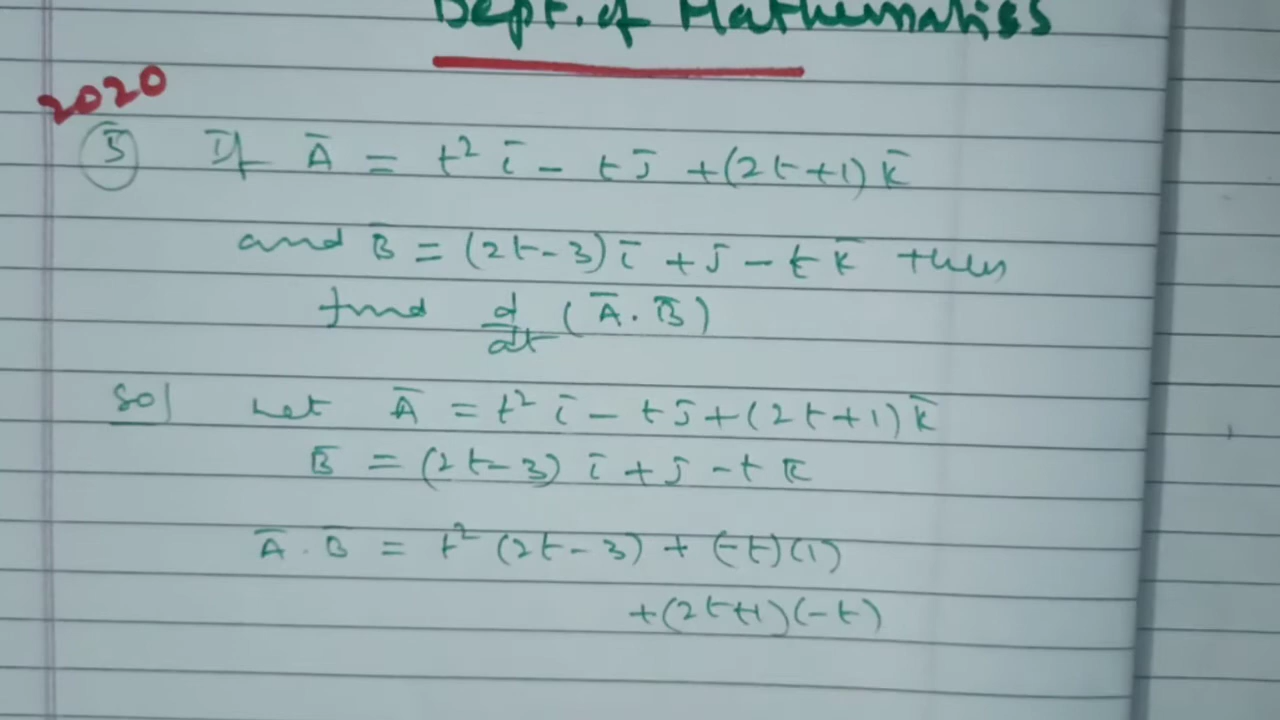 Dept. of Mathematics
2020
5 If A̅ = t² i̅ - t j̅ + (2t+1) k̅
and B̅ = (2t-3) i̅ + j̅ - t k̅ then
find d/dt (A̅ . B̅)
Sol Let A̅ = t² i̅ - t j̅ + (2t+1) k̅
B̅ = (2t-3) i̅ + j̅ - t k̅
A̅ . B̅ = t² (2t-3) + (-t)(1)
+(2t+1)(-t)